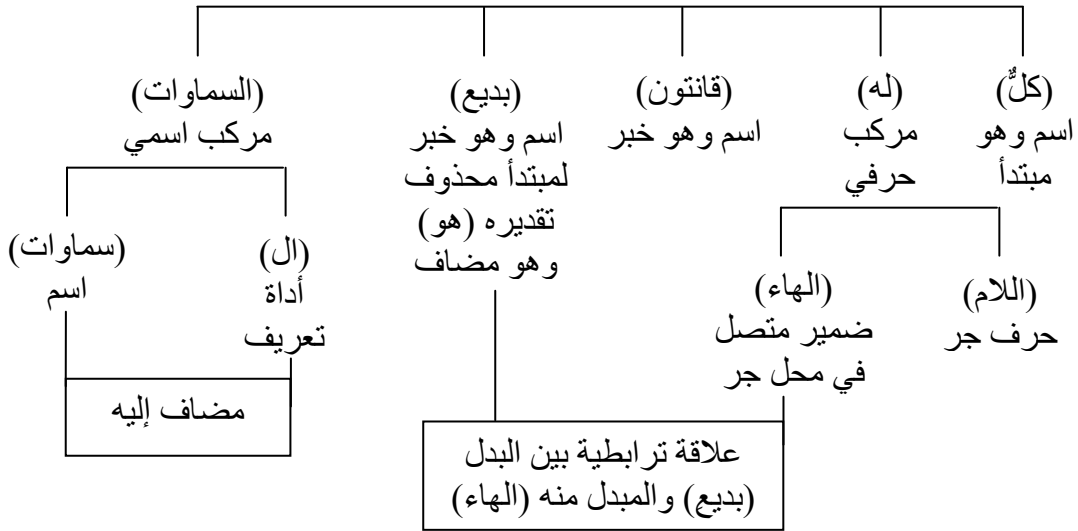 (كلٌّ)
اسم وهو
مبتدأ
(له)
مركب
حرفي
(قانتون)
اسم وهو خبر
(بديع)
اسم وهو خبر
لمبتدأ محذوف
تقديره (هو)
وهو مضاف
(السماوات)
مركب اسمي
(اللام)
حرف جر
(الهاء)
ضمير متصل
في محل جر
(ال)
أداة
تعريف
(سماوات)
اسم
مضاف إليه
علاقة ترابطية بين البدل
(بديعِ) والمبدل منه (الهاء)